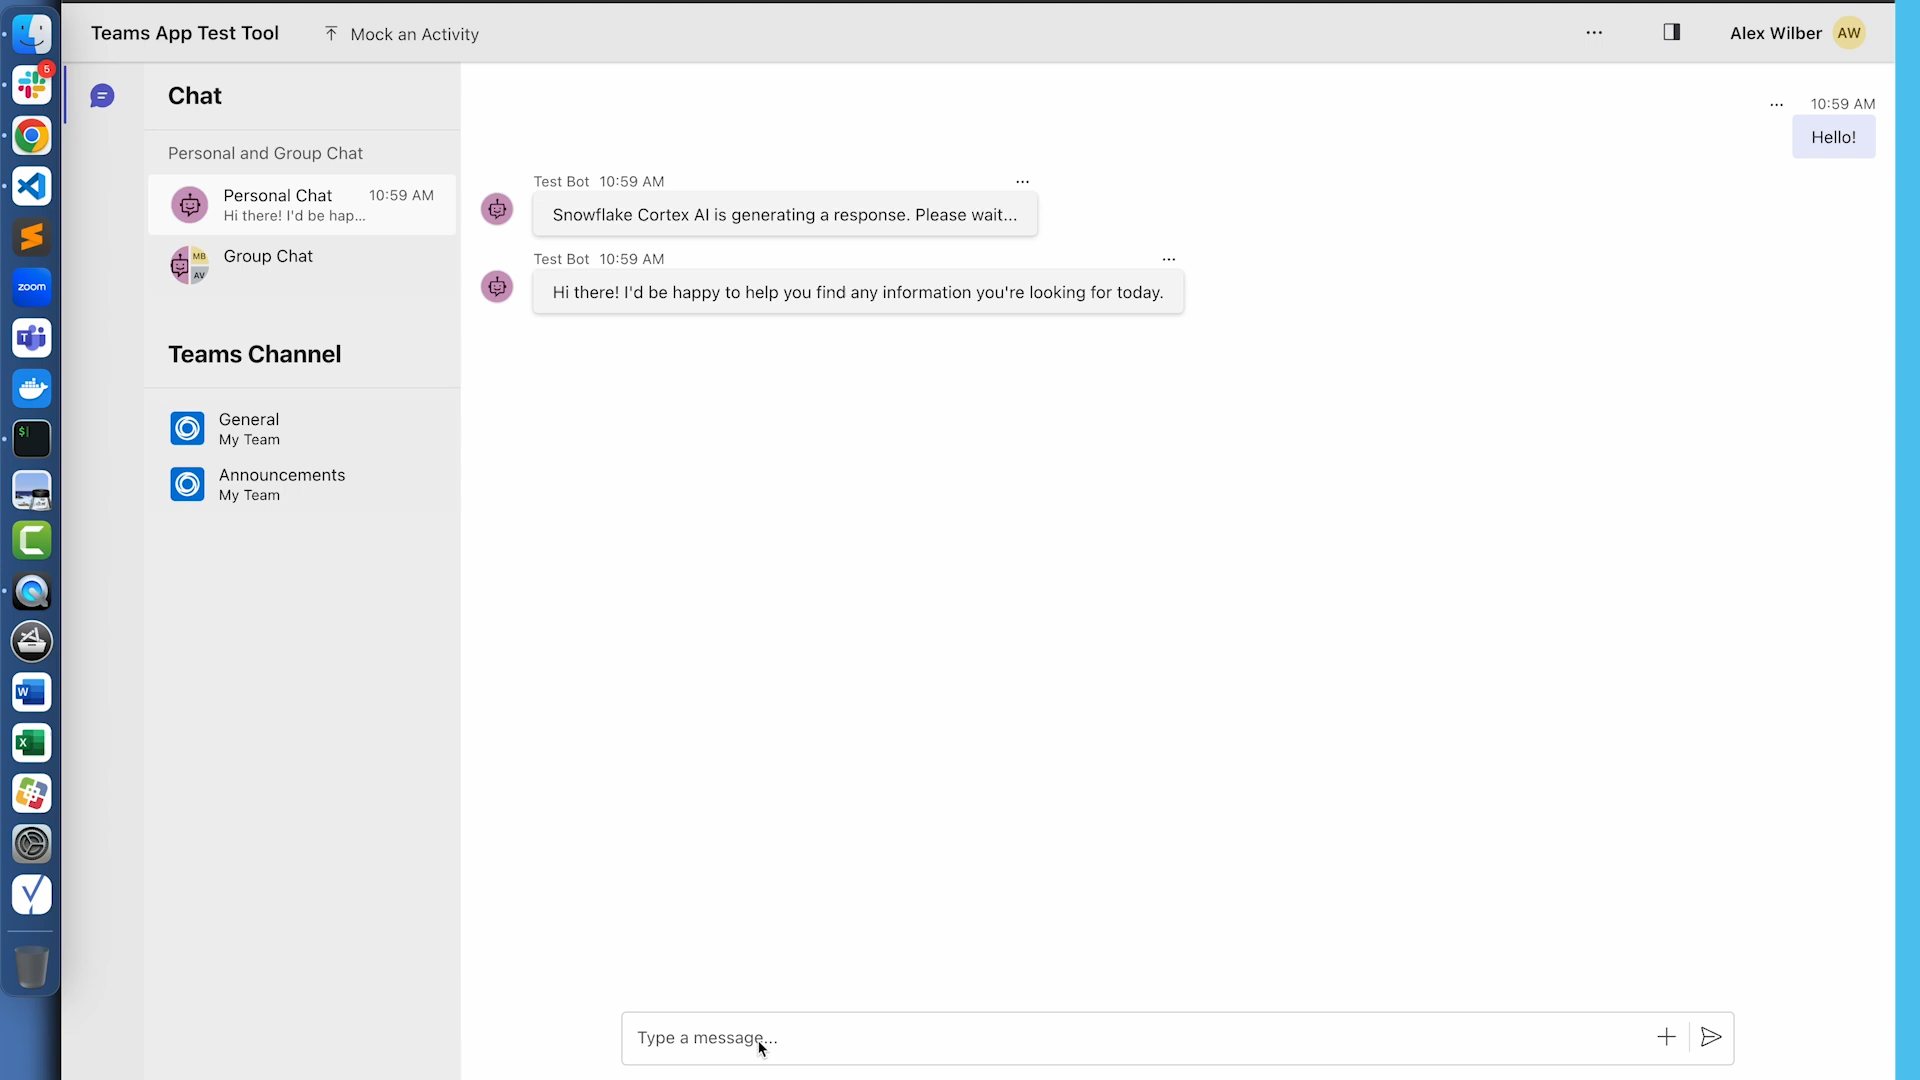 Teams App Test Tool
Mock an Activity
...
Alex Wilber
AW
5
zoom
$
W
X
Chat
Personal and Group Chat
Personal Chat 10:59 AM
Hi there! I'd be hap...
Group Chat
MB
AV
Teams Channel
General
My Team
Announcements
My Team
... 10:59 AM
Hello!
Test Bot 10:59 AM ...
Snowflake Cortex AI is generating a response. Please wait...
Test Bot 10:59 AM ...
Hi there! I'd be happy to help you find any information you're looking for today.
Type a message...